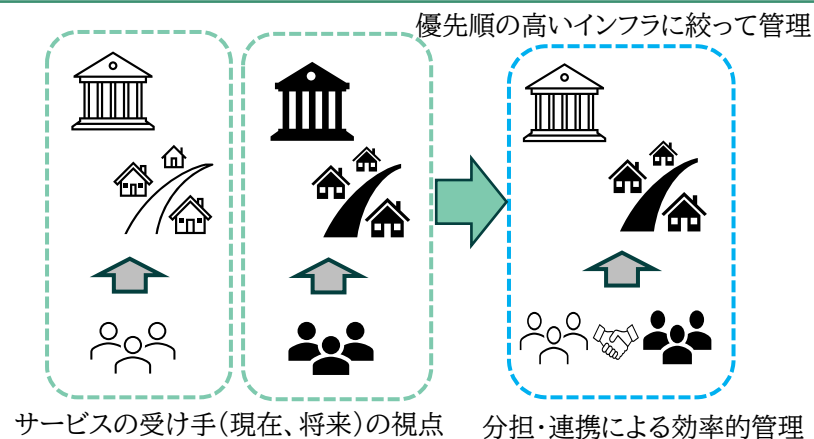 優先順の高いインフラに絞って管理
サービスの受け手(現在、将来)の視点
分担・連携による効率的管理